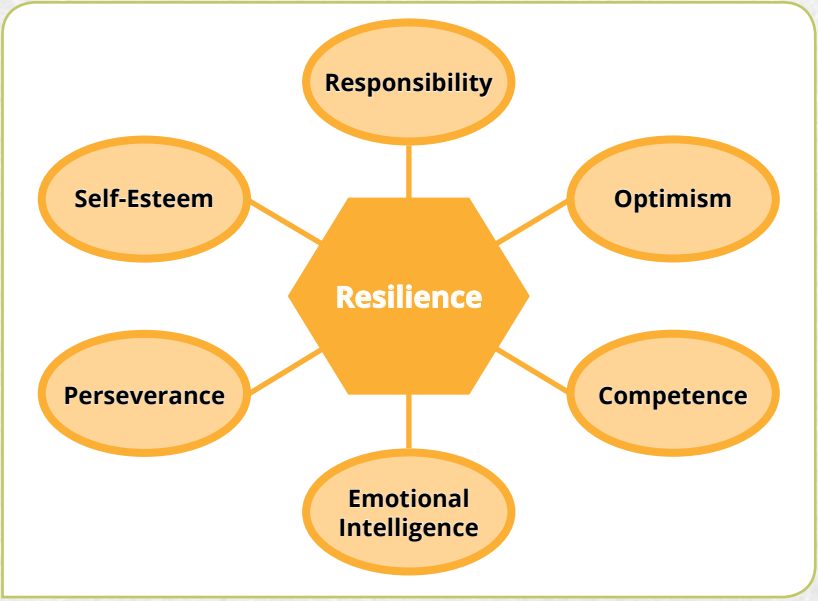 Responsibility
Self-Esteem
Optimism
Resilience
Perseverance
Competence
Emotional
Intelligence